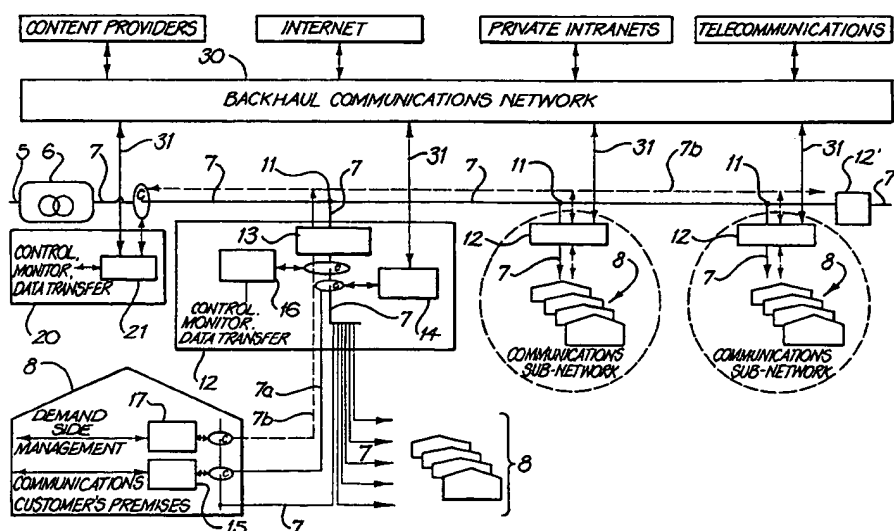 CONTENT PROVIDERS
INTERNET
PRIVATE INTRANETS
TELECOMMUNICATIONS
30
BACKHAUL COMMUNICATIONS NETWORK
5
6
7
31
11
7
31
7
11
31
7b
11
31
12'
7
7
C
13
12
12
CONTROL,
MONITOR,
DATA TRANSFER
21
20
16
C
C
7
14
CONTROL,
MONITOR,
DATA TRANSFER
12
7
8
COMMUNICATIONS
SUB-NETWORK
7
8
COMMUNICATIONS
SUB-NETWORK
8
17
DEMAND
SIDE
MANAGEMENT
C
7b
7a
COMMUNICATIONS
C
CUSTOMER'S PREMISES
15
7
7
8